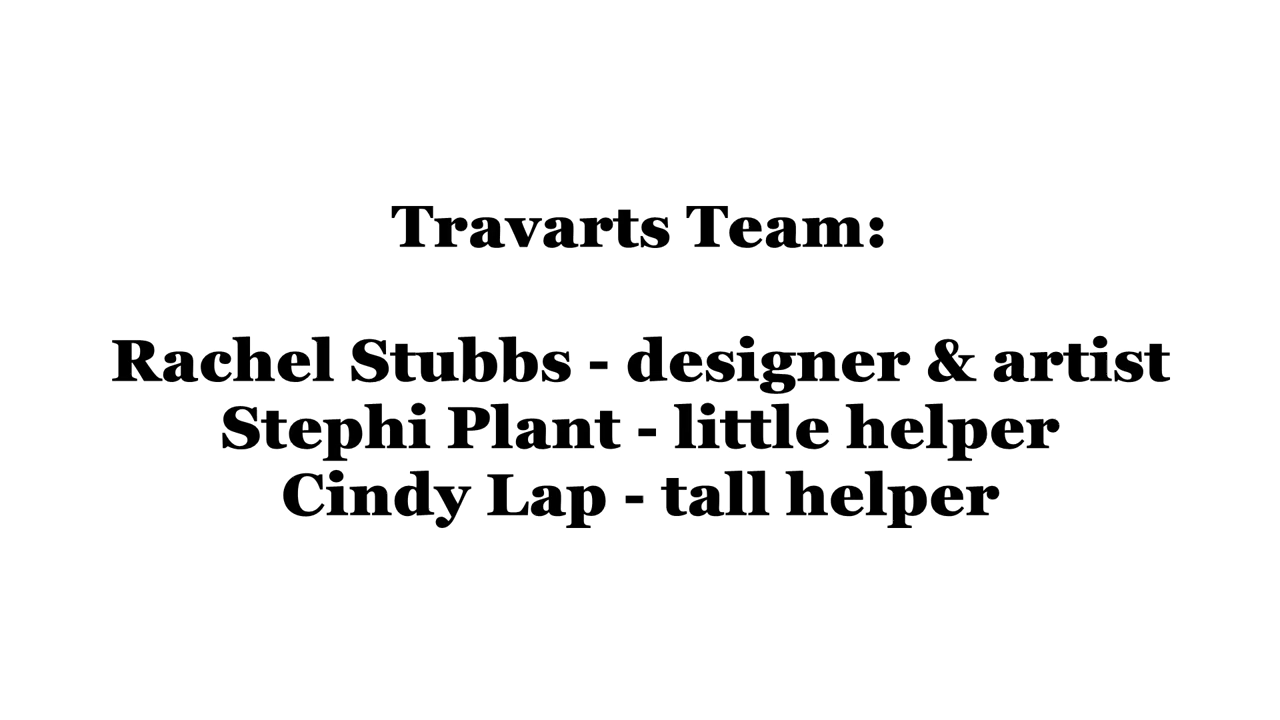 Travarts Team:
Rachel Stubbs - designer & artist
Stephi Plant - little helper
Cindy Lap - tall helper